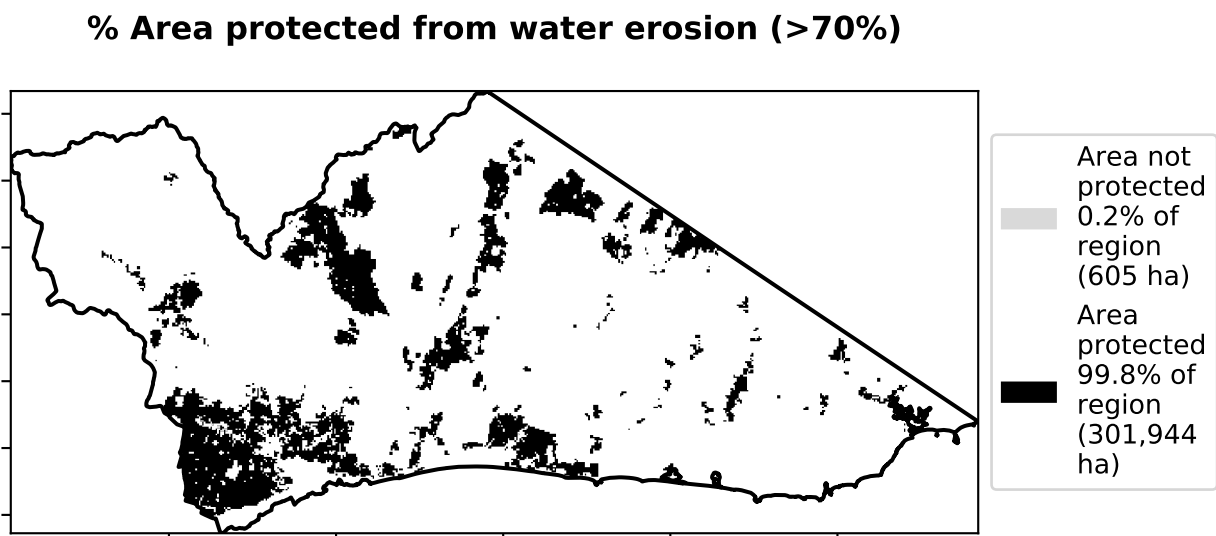 % Area protected from water erosion (>70%)
Area not
protected
0.2% of
region
(605 ha)
Area
protected
99.8% of
region
(301,944
ha)